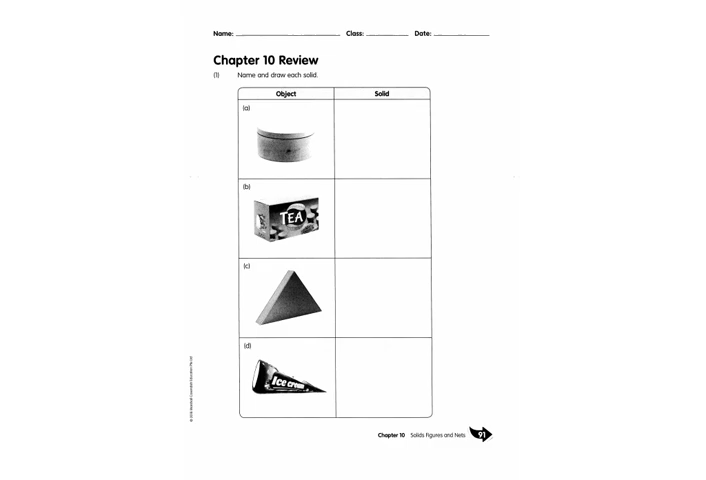 Name: Class: Date:
Chapter 10 Review
(1) Name and draw each solid.
Object Solid
(a)
(b)
TEA
(c)
(d)
Ice cream
Chapter 10 Solids Figures and Nets 91